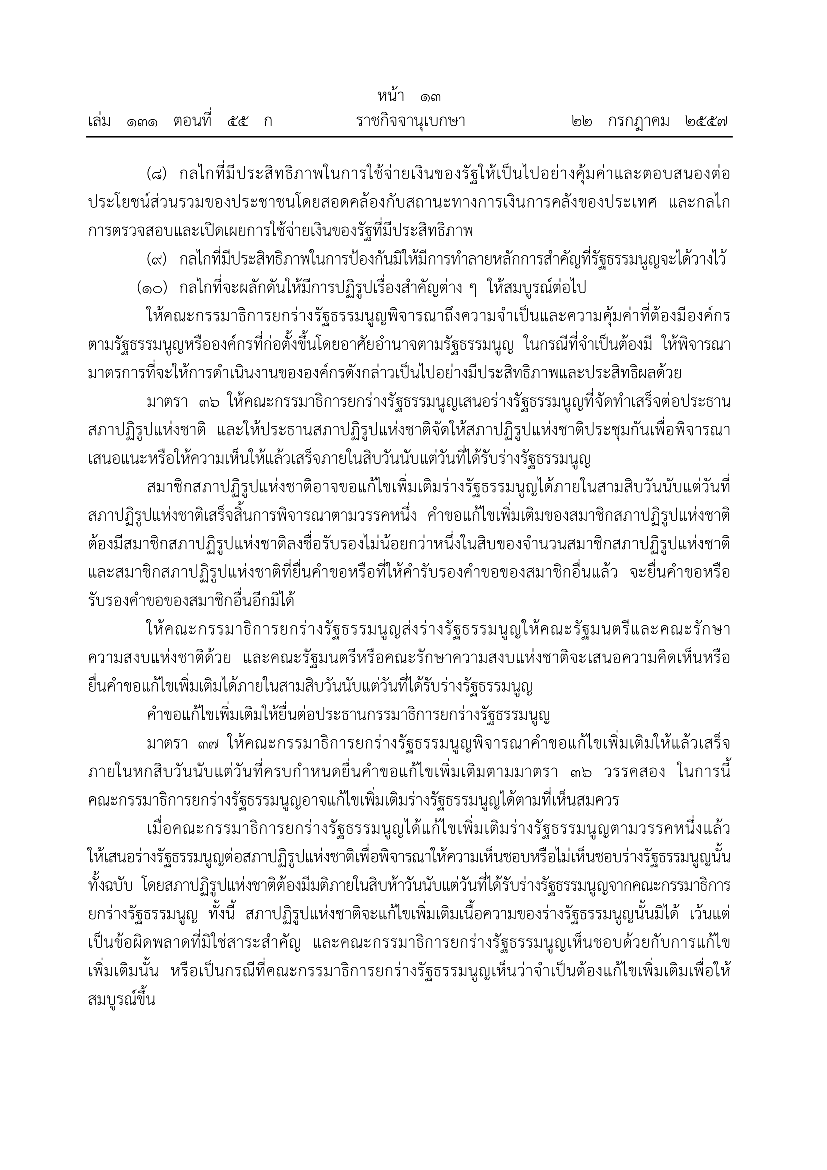 หน้า ๑๓
เล่ม ๑๓๑ ตอนที่ ๕๕ ก ราชกิจจานุเบกษา ๒๒ กรกฎาคม ๒๕๕๗
(๘) กลไกที่มีประสิทธิภาพในการใช้จ่ายเงินของรัฐให้เป็นไปอย่างคุ้มค่าและตอบสนองต่อ
ประโยชน์ส่วนรวมของประชาชนโดยสอดคล้องกับสถานะทางการเงินการคลังของประเทศ และกลไก
การตรวจสอบและเปิดเผยการใช้จ่ายเงินของรัฐที่มีประสิทธิภาพ
(๙) กลไกที่มีประสิทธิภาพในการป้องกันมิให้มีการทำลายหลักการสำคัญที่รัฐธรรมนูญจะได้วางไว้
(๑๐) กลไกที่จะผลักดันให้มีการปฏิรูปเรื่องสำคัญต่าง ๆ ให้สมบูรณ์ต่อไป
ให้คณะกรรมาธิการยกร่างรัฐธรรมนูญพิจารณาถึงความจำเป็นและความคุ้มค่าที่ต้องมีองค์กร
ตามรัฐธรรมนูญหรือองค์กรที่ก่อตั้งขึ้นโดยอาศัยอำนาจตามรัฐธรรมนูญ ในกรณีที่จำเป็นต้องมี ให้พิจารณา
มาตรการที่จะให้การดำเนินงานขององค์กรดังกล่าวเป็นไปอย่างมีประสิทธิภาพและประสิทธิผลด้วย
มาตรา ๓๖ ให้คณะกรรมาธิการยกร่างรัฐธรรมนูญเสนอร่างรัฐธรรมนูญที่จัดทำเสร็จต่อประธาน
สภาปฏิรูปแห่งชาติ และให้ประธานสภาปฏิรูปแห่งชาติจัดให้สภาปฏิรูปแห่งชาติประชุมกันเพื่อพิจารณา
เสนอแนะหรือให้ความเห็นให้แล้วเสร็จภายในสิบวันนับแต่วันที่ได้รับร่างรัฐธรรมนูญ
สมาชิกสภาปฏิรูปแห่งชาติอาจขอแก้ไขเพิ่มเติมร่างรัฐธรรมนูญได้ภายในสามสิบวันนับแต่วันที่
สภาปฏิรูปแห่งชาติเสร็จสิ้นการพิจารณาตามวรรคหนึ่ง คำขอแก้ไขเพิ่มเติมของสมาชิกสภาปฏิรูปแห่งชาติ
ต้องมีสมาชิกสภาปฏิรูปแห่งชาติลงชื่อรับรองไม่น้อยกว่าหนึ่งในสิบของจำนวนสมาชิกสภาปฏิรูปแห่งชาติ
และสมาชิกสภาปฏิรูปแห่งชาติที่ยื่นคำขอหรือที่ให้คำรับรองคำขอของสมาชิกอื่นแล้ว จะยื่นคำขอหรือ
รับรองคำขอของสมาชิกอื่นอีกมิได้
ให้คณะกรรมาธิการยกร่างรัฐธรรมนูญส่งร่างรัฐธรรมนูญให้คณะรัฐมนตรีและคณะรักษา
ความสงบแห่งชาติด้วย และคณะรัฐมนตรีหรือคณะรักษาความสงบแห่งชาติจะเสนอความคิดเห็นหรือ
ยื่นคำขอแก้ไขเพิ่มเติมได้ภายในสามสิบวันนับแต่วันที่ได้รับร่างรัฐธรรมนูญ
คำขอแก้ไขเพิ่มเติมให้ยื่นต่อประธานกรรมาธิการยกร่างรัฐธรรมนูญ
มาตรา ๓๗ ให้คณะกรรมาธิการยกร่างรัฐธรรมนูญพิจารณาคำขอแก้ไขเพิ่มเติมให้แล้วเสร็จ
ภายในหกสิบวันนับแต่วันที่ครบกำหนดยื่นคำขอแก้ไขเพิ่มเติมตามมาตรา ๓๖ วรรคสอง ในการนี้
คณะกรรมาธิการยกร่างรัฐธรรมนูญอาจแก้ไขเพิ่มเติมร่างรัฐธรรมนูญได้ตามที่เห็นสมควร
เมื่อคณะกรรมาธิการยกร่างรัฐธรรมนูญได้แก้ไขเพิ่มเติมร่างรัฐธรรมนูญตามวรรคหนึ่งแล้ว
ให้เสนอร่างรัฐธรรมนูญต่อสภาปฏิรูปแห่งชาติเพื่อพิจารณาให้ความเห็นชอบหรือไม่เห็นชอบร่างรัฐธรรมนูญนั้น
ทั้งฉบับ โดยสภาปฏิรูปแห่งชาติต้องมีมติภายในสิบห้าวันนับแต่วันที่ได้รับร่างรัฐธรรมนูญจากคณะกรรมาธิการ
ยกร่างรัฐธรรมนูญ ทั้งนี้ สภาปฏิรูปแห่งชาติจะแก้ไขเพิ่มเติมเนื้อความของร่างรัฐธรรมนูญนั้นมิได้ เว้นแต่
เป็นข้อผิดพลาดที่มิใช่สาระสำคัญ และคณะกรรมาธิการยกร่างรัฐธรรมนูญเห็นชอบด้วยกับการแก้ไข
เพิ่มเติมนั้น หรือเป็นกรณีที่คณะกรรมาธิการยกร่างรัฐธรรมนูญเห็นว่าจำเป็นต้องแก้ไขเพิ่มเติมเพื่อให้
สมบูรณ์ขึ้น